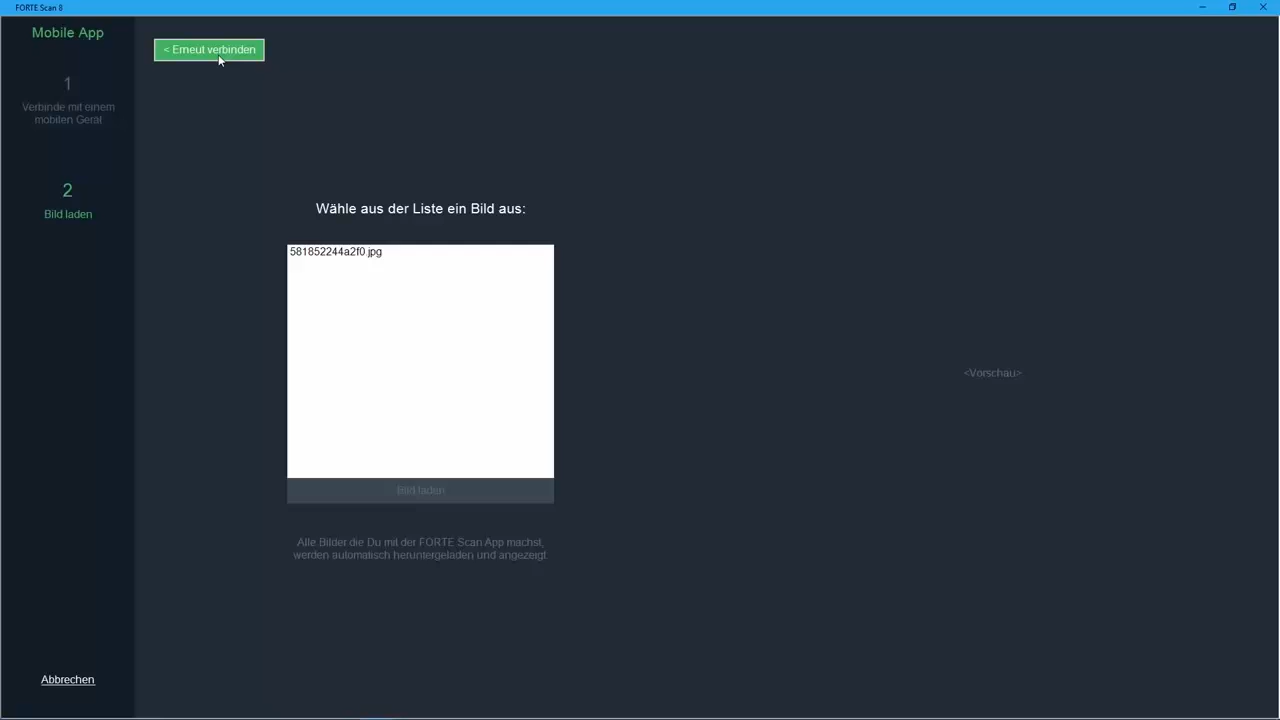 FORTE Scan 8
Mobile App
< Erneut verbinden
1
Verbinde mit einem
mobilen Gerät
2
Bild laden
Wähle aus der Liste ein Bild aus:
581852244a2f0.jpg
<Vorschau>
Bild laden
Alle Bilder die Du mit der FORTE Scan App machst,
werden automatisch heruntergeladen und angezeigt.
Abbrechen